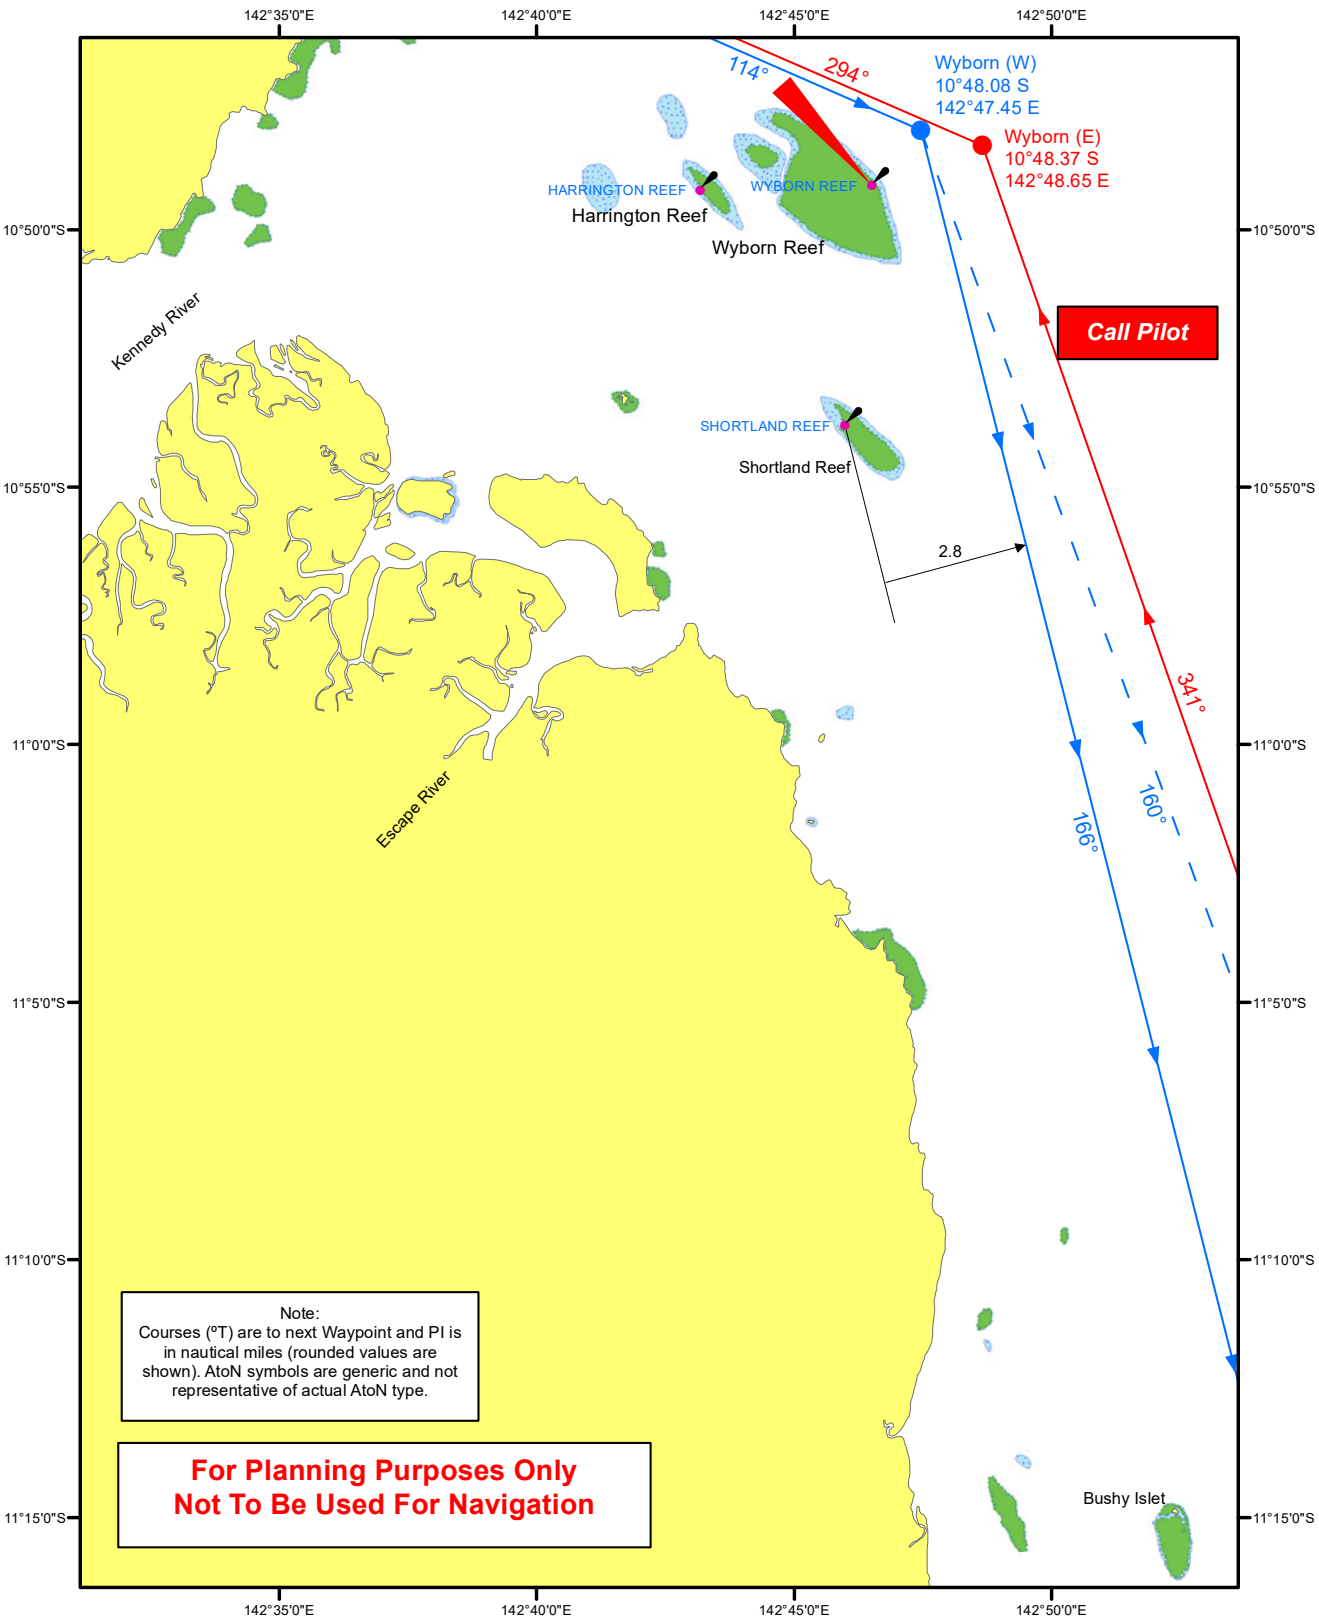 142°35'0"E
142°40'0"E
142°45'0"E
142°50'0"E
114°
294°
Wyborn (W)
10°48.08 S
142°47.45 E
Wyborn (E)
10°48.37 S
142°48.65 E
HARRINGTON REEF
Harrington Reef
WYBORN REEF
Wyborn Reef
10°50'0"S
10°50'0"S
Kennedy River
Call Pilot
SHORTLAND REEF
Shortland Reef
10°55'0"S
10°55'0"S
2.8
341°
11°0'0"S
11°0'0"S
160°
166°
Escape River
11°5'0"S
11°5'0"S
11°10'0"S
11°10'0"S
Note:
Courses (ºT) are to next Waypoint and PI is
in nautical miles (rounded values are
shown). AtoN symbols are generic and not
representative of actual AtoN type.
For Planning Purposes Only
Not To Be Used For Navigation
Bushy Islet
11°15'0"S
11°15'0"S
142°35'0"E
142°40'0"E
142°45'0"E
142°50'0"E